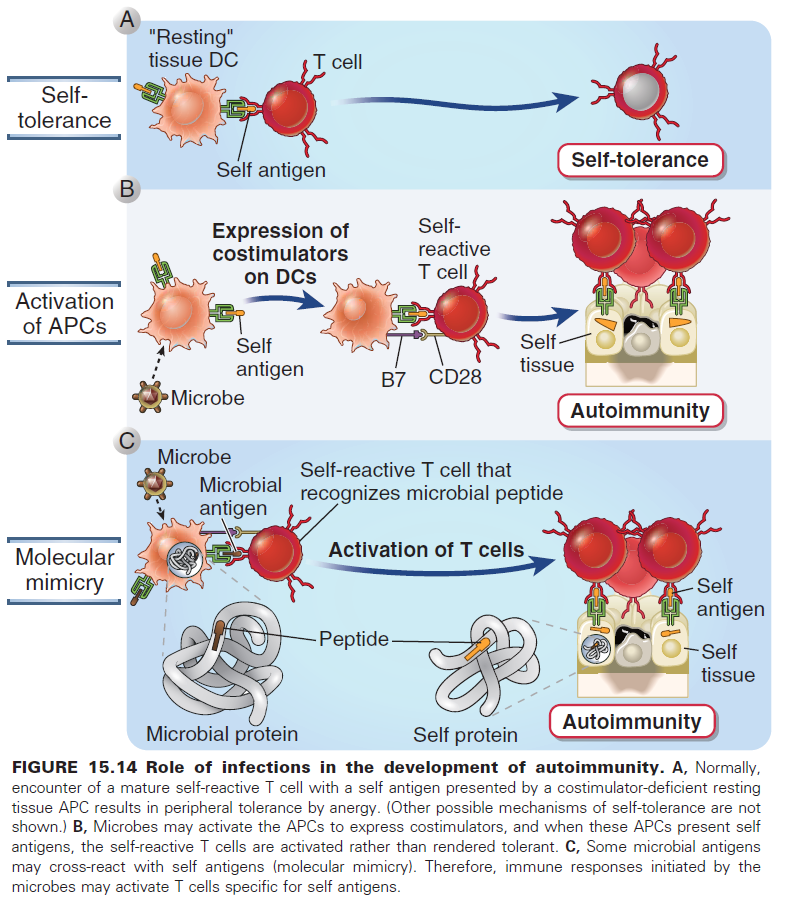 A
"Resting"
tissue DC
T cell
Self-
tolerance
Self antigen
Self-tolerance
B
Expression of
costimulators
on DCs
Self-
reactive
T cell
Activation
of APCs
Self
antigen
Self
tissue
B7
CD28
Microbe
Autoimmunity
C
Microbe
Microbial
antigen
Self-reactive T cell that
recognizes microbial peptide
Molecular
mimicry
Activation of T cells
Self
antigen
Peptide
Self
tissue
Microbial protein
Self protein
Autoimmunity
FIGURE 15.14 Role of infections in the development of autoimmunity. A, Normally,
encounter of a mature self-reactive T cell with a self antigen presented by a costimulator-deficient resting
tissue APC results in peripheral tolerance by anergy. (Other possible mechanisms of self-tolerance are not
shown.) B, Microbes may activate the APCs to express costimulators, and when these APCs present self
antigens, the self-reactive T cells are activated rather than rendered tolerant. C, Some microbial antigens
may cross-react with self antigens (molecular mimicry). Therefore, immune responses initiated by the
microbes may activate T cells specific for self antigens.